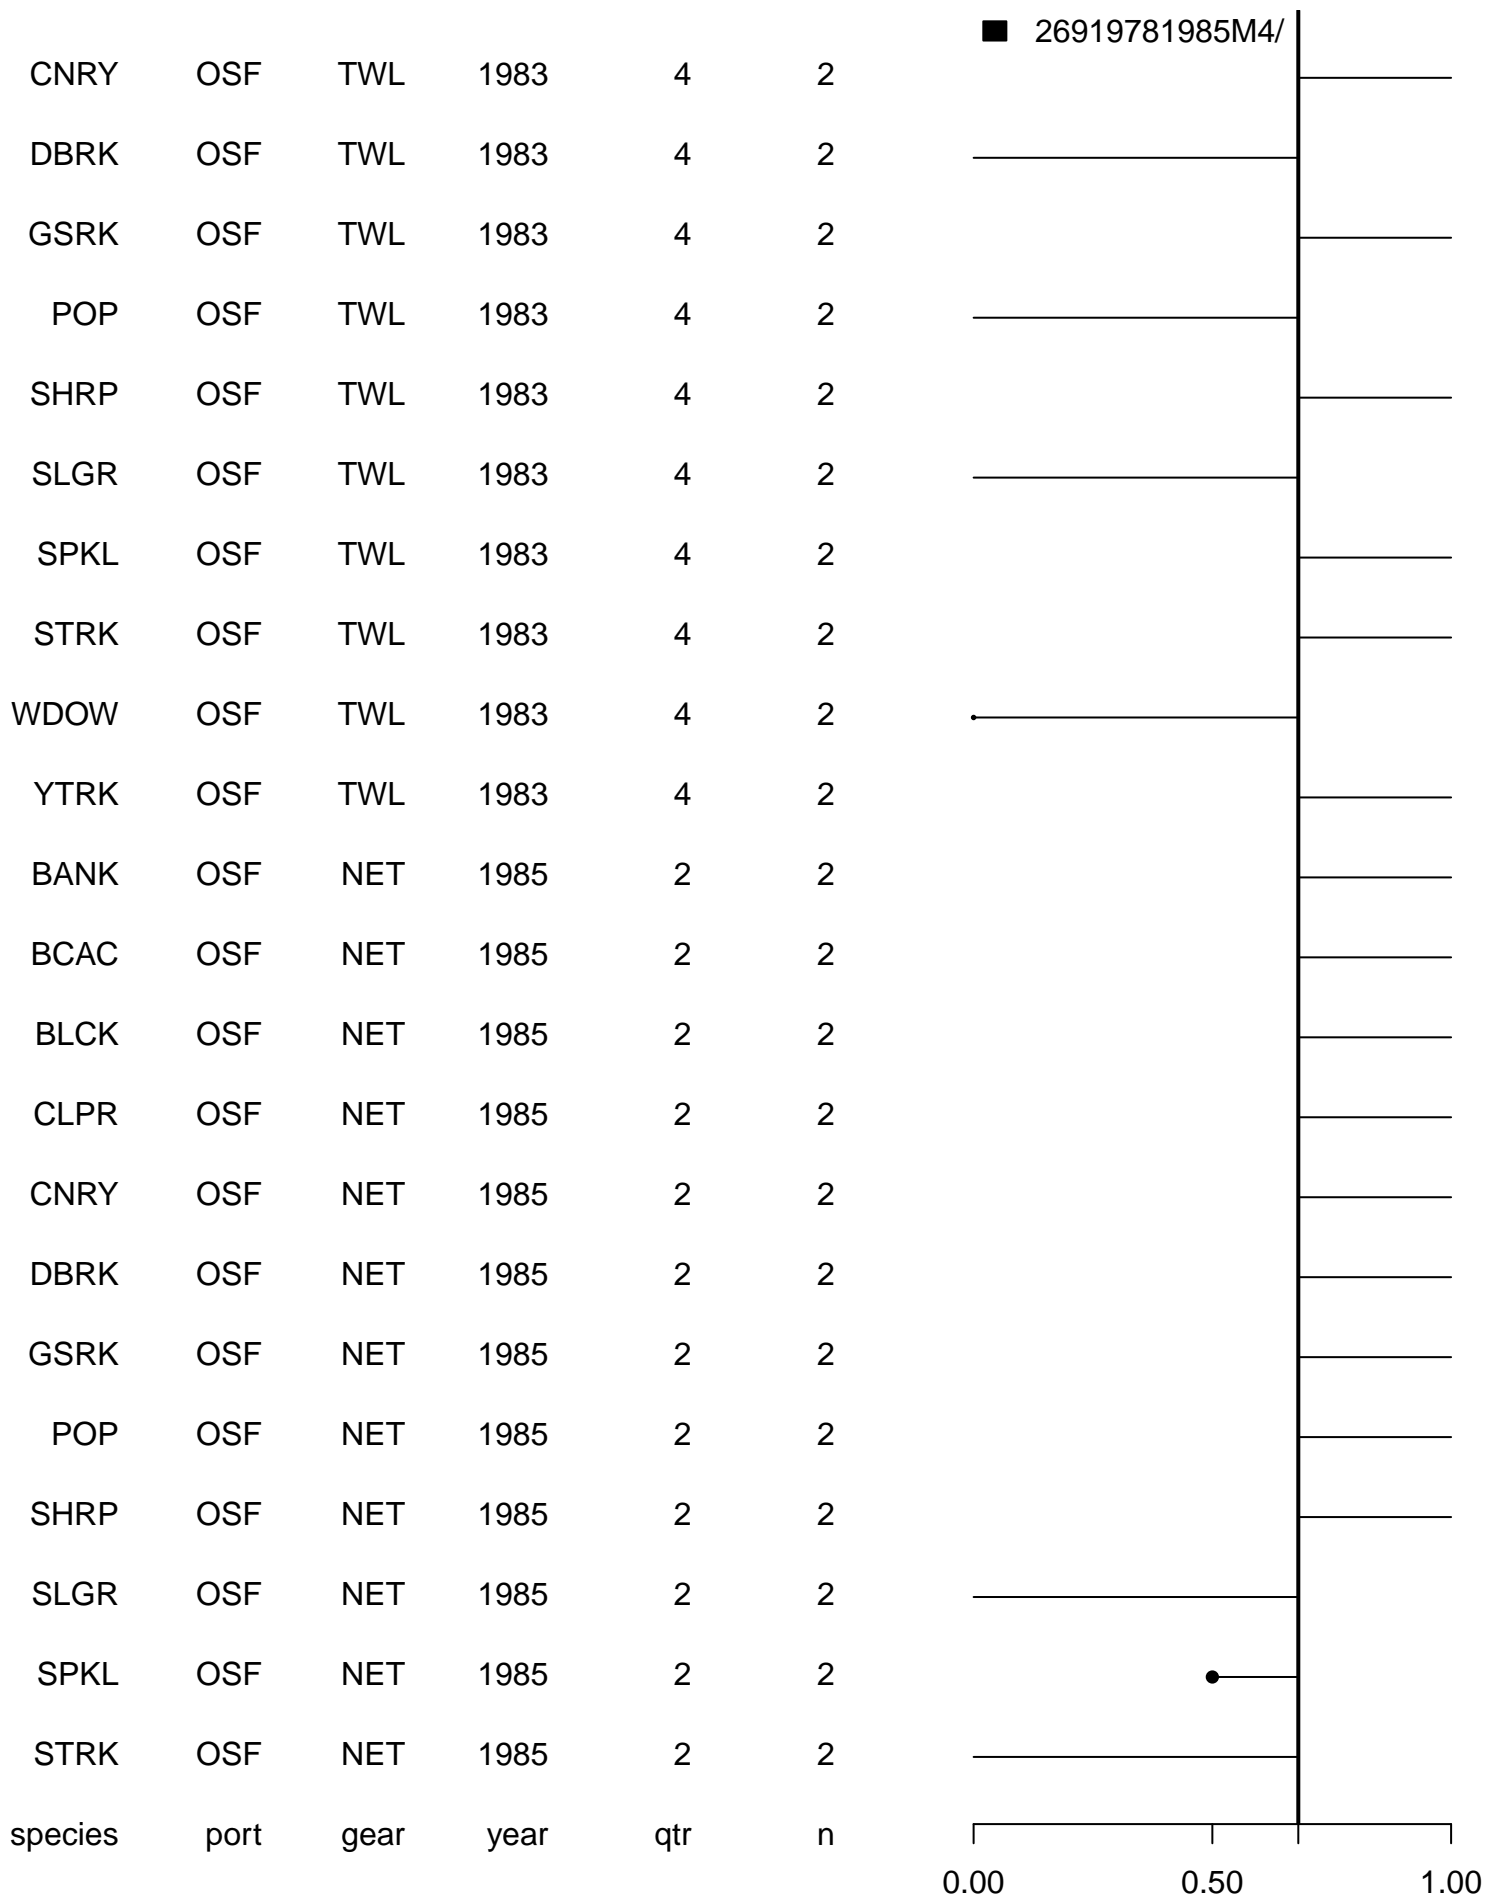 26919781985M4/
CNRY OSF TWL 1983 4 2
DBRK OSF TWL 1983 4 2
GSRK OSF TWL 1983 4 2
POP OSF TWL 1983 4 2
SHRP OSF TWL 1983 4 2
SLGR OSF TWL 1983 4 2
SPKL OSF TWL 1983 4 2
STRK OSF TWL 1983 4 2
WDOW OSF TWL 1983 4 2
YTRK OSF TWL 1983 4 2
BANK OSF NET 1985 2 2
BCAC OSF NET 1985 2 2
BLCK OSF NET 1985 2 2
CLPR OSF NET 1985 2 2
CNRY OSF NET 1985 2 2
DBRK OSF NET 1985 2 2
GSRK OSF NET 1985 2 2
POP OSF NET 1985 2 2
SHRP OSF NET 1985 2 2
SLGR OSF NET 1985 2 2
SPKL OSF NET 1985 2 2
STRK OSF NET 1985 2 2
species port gear year qtr n
0.00 0.50 1.00